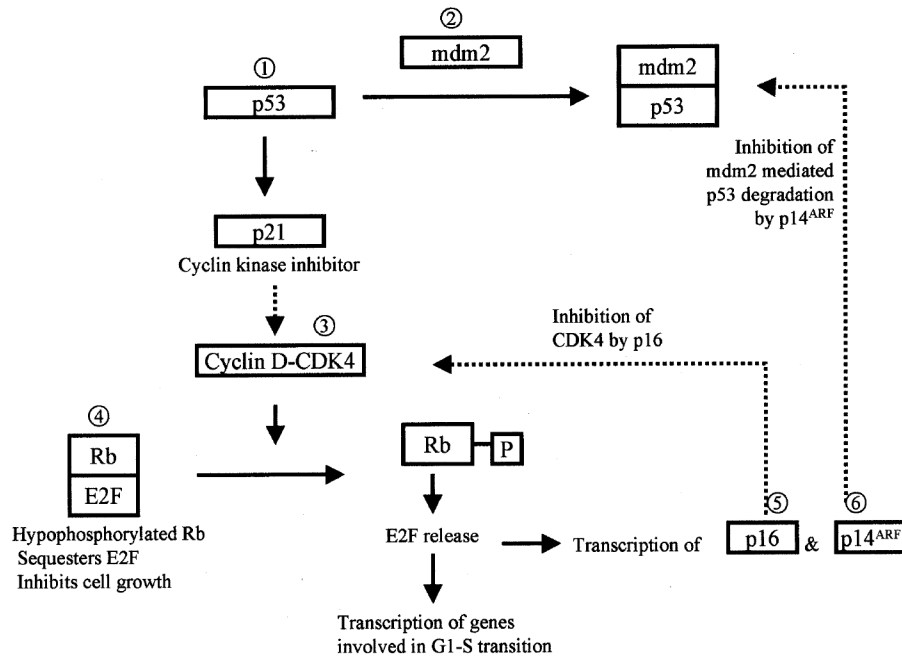 ②
mdm2
①
p53
mdm2
p53
Inhibition of
mdm2 mediated
p53 degradation
by p14ARF
p21
Cyclin kinase inhibitor
③
Cyclin D-CDK4
Inhibition of
CDK4 by p16
④
Rb
E2F
Hypophosphorylated Rb
Sequesters E2F
Inhibits cell growth
Rb
P
E2F release
Transcription of
⑤
p16
&
⑥
p14ARF
Transcription of genes
involved in G1-S transition